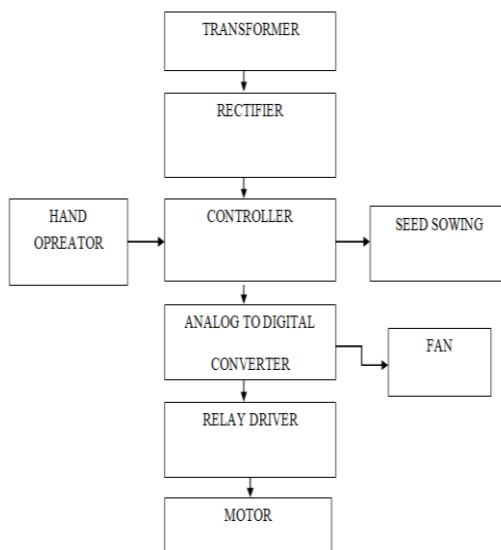 TRANSFORMER
RECTIFIER
HAND
OPREATOR
CONTROLLER
SEED SOWING
ANALOG TO DIGITAL
CONVERTER
FAN
RELAY DRIVER
MOTOR